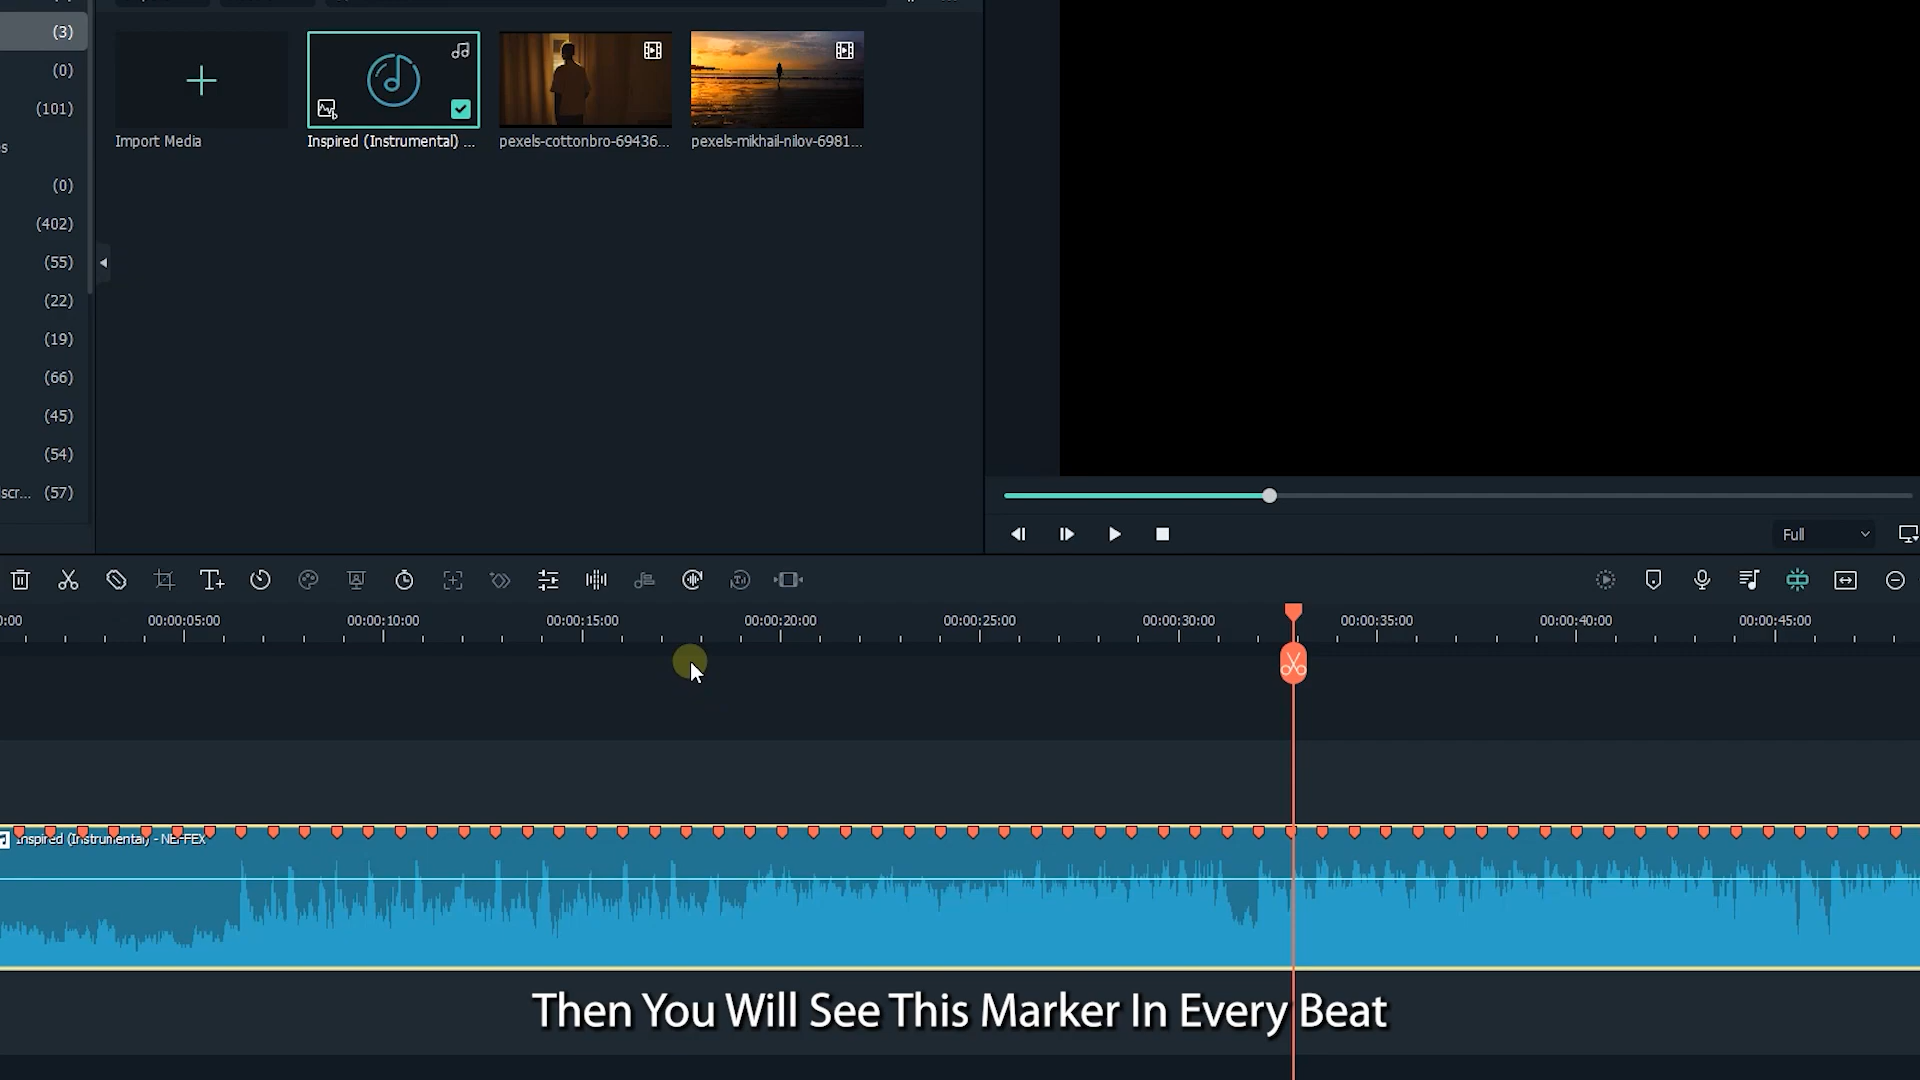 (3)
(0)
(101)
s
(0)
(402)
(55)
(22)
(19)
(66)
(45)
(54)
scr... (57)
Import Media
Inspired (Instrumental) ...
pexels-cottonbro-69436...
pexels-mikhail-nilov-6981...
Full
0:00
00:00:05:00
00:00:10:00
00:00:15:00
00:00:20:00
00:00:25:00
00:00:30:00
00:00:35:00
00:00:40:00
00:00:45:00
Inspired (Instrumental) - NEFFEX
Then You Will See This Marker In Every Beat